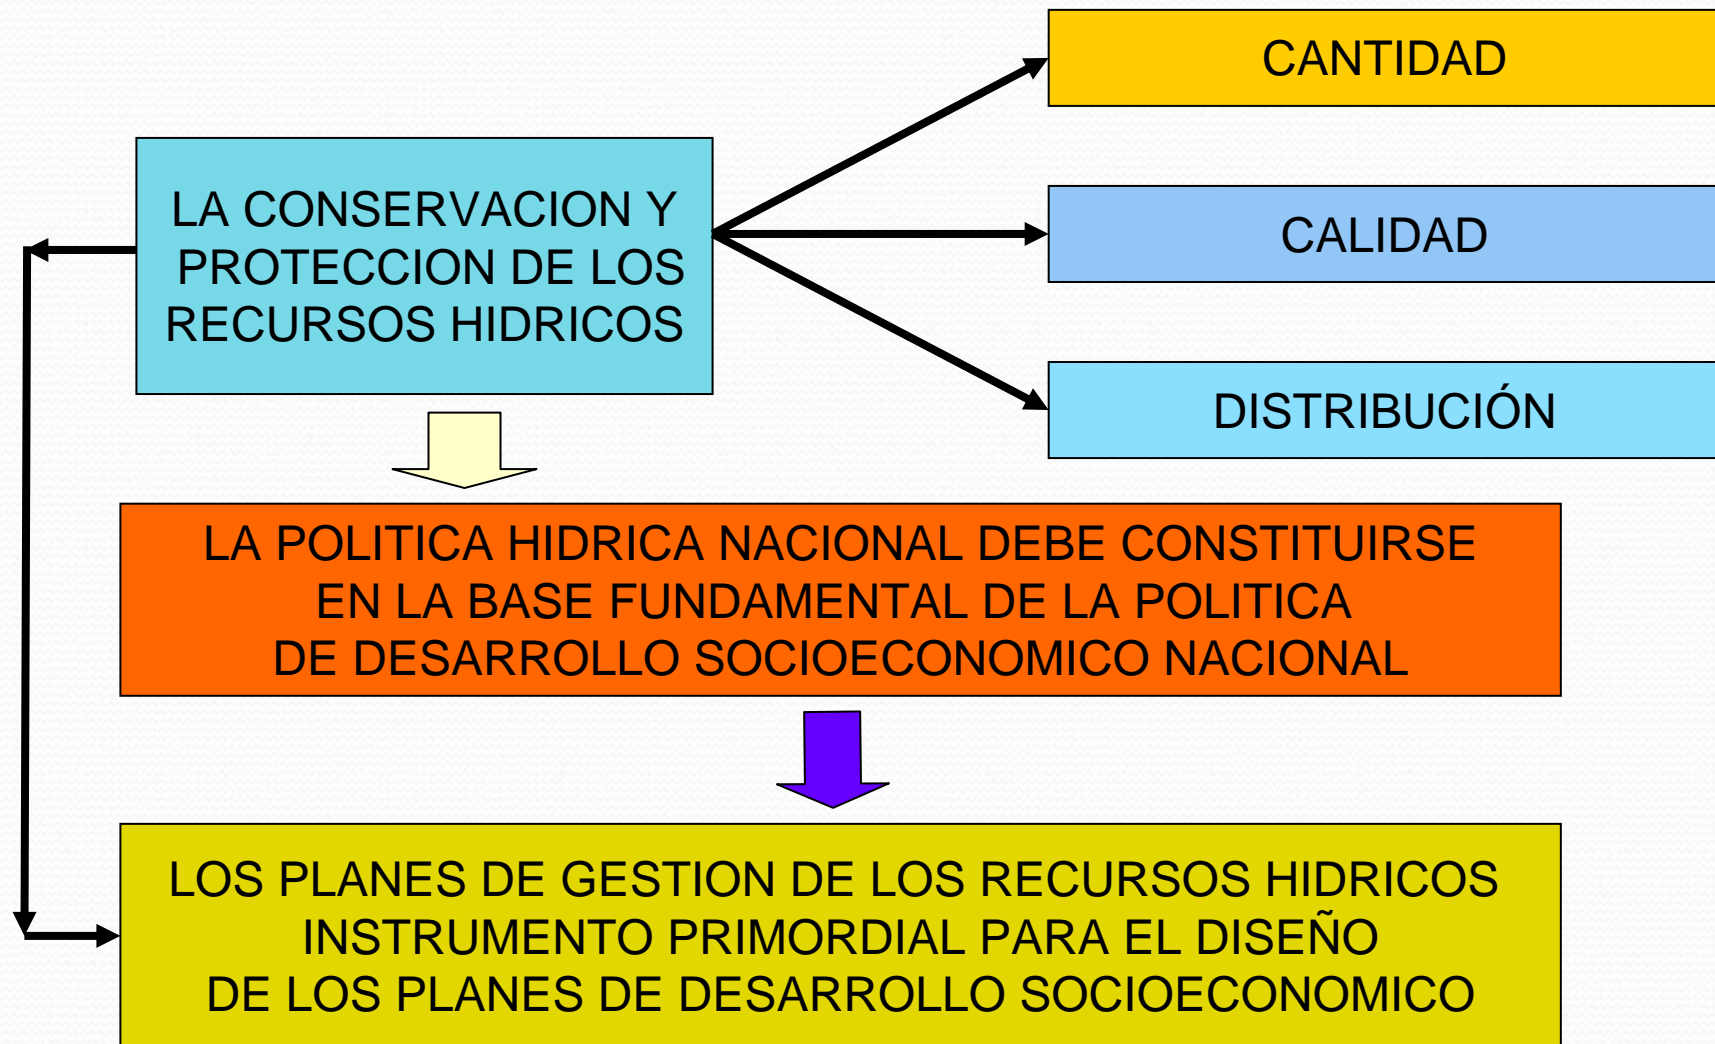 CANTIDAD
LA CONSERVACION Y
PROTECCION DE LOS
RECURSOS HIDRICOS
CALIDAD
DISTRIBUCIÓN
LA POLITICA HIDRICA NACIONAL DEBE CONSTITUIRSE
EN LA BASE FUNDAMENTAL DE LA POLITICA
DE DESARROLLO SOCIOECONOMICO NACIONAL
LOS PLANES DE GESTION DE LOS RECURSOS HIDRICOS
INSTRUMENTO PRIMORDIAL PARA EL DISEÑO
DE LOS PLANES DE DESARROLLO SOCIOECONOMICO